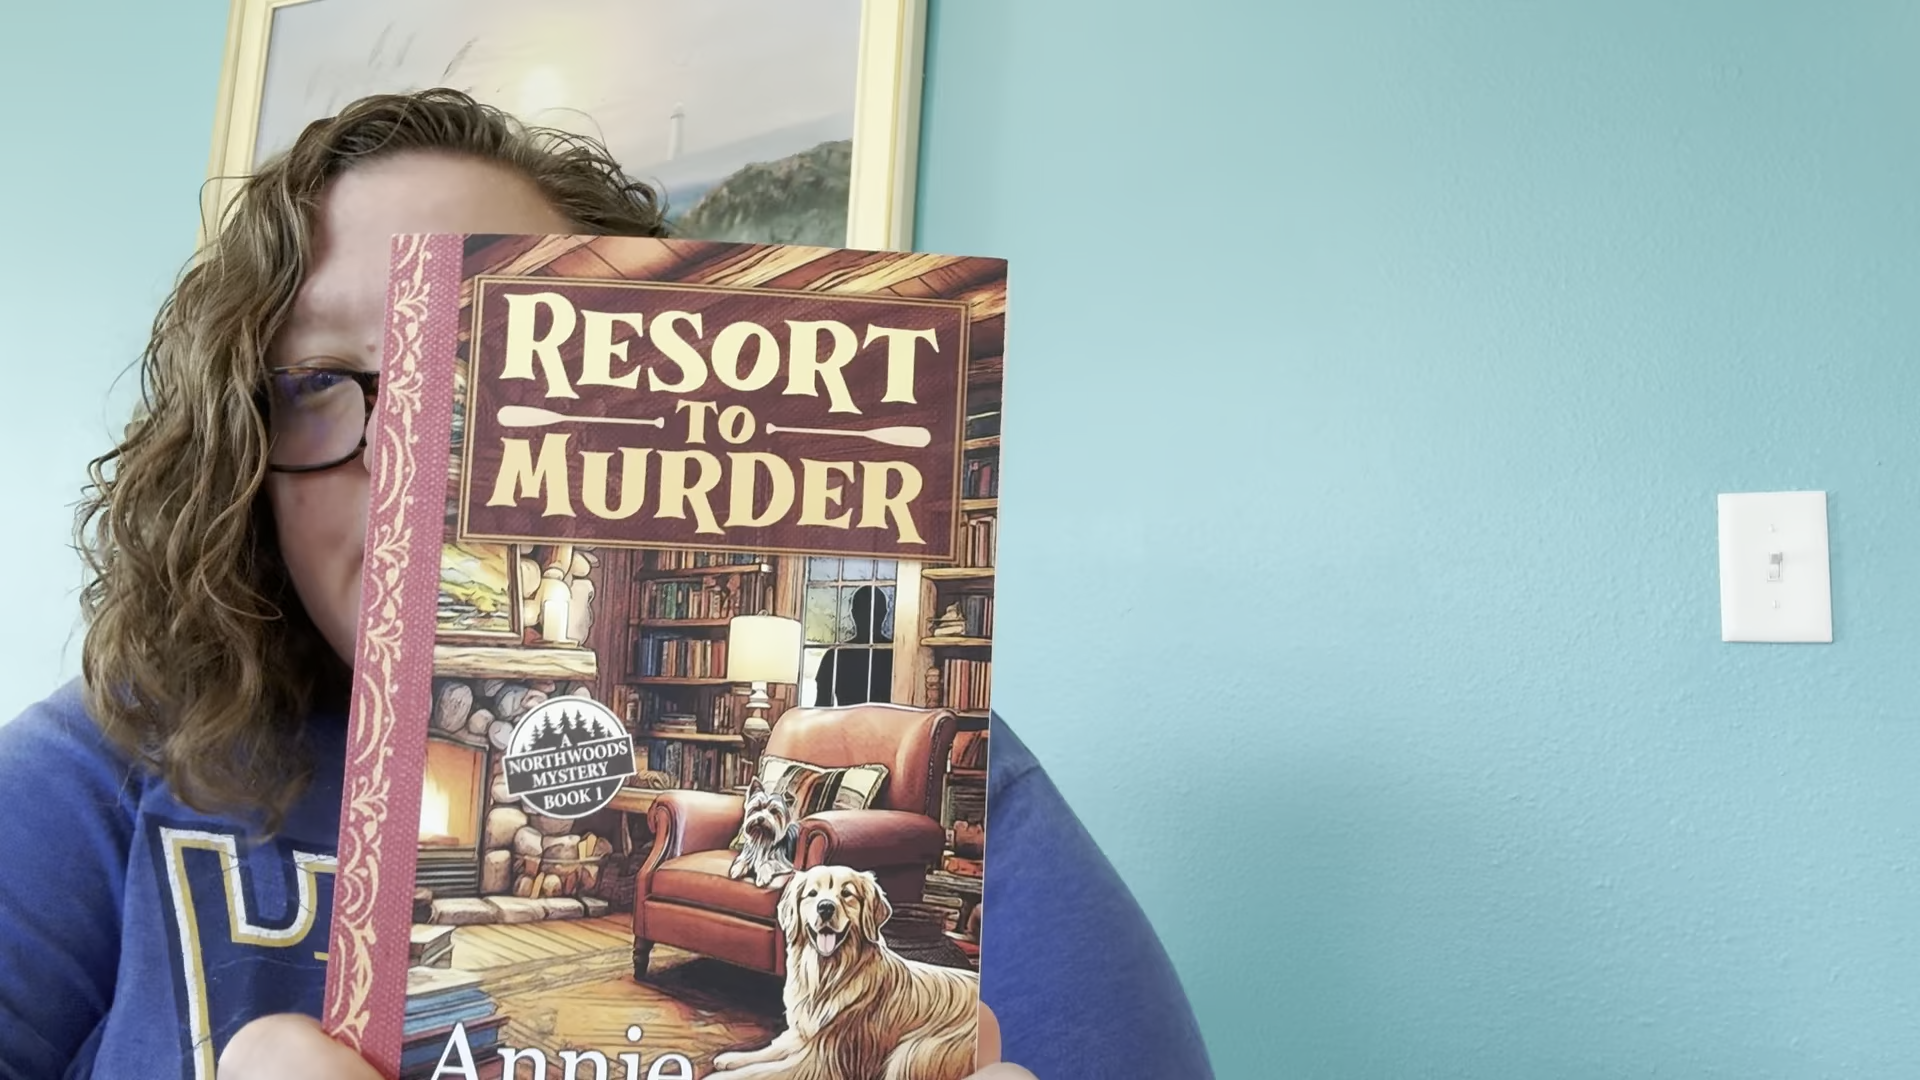 RESORT
TO
MURDER
A
NORTHWOODS
MYSTERY
BOOK 1
Annie